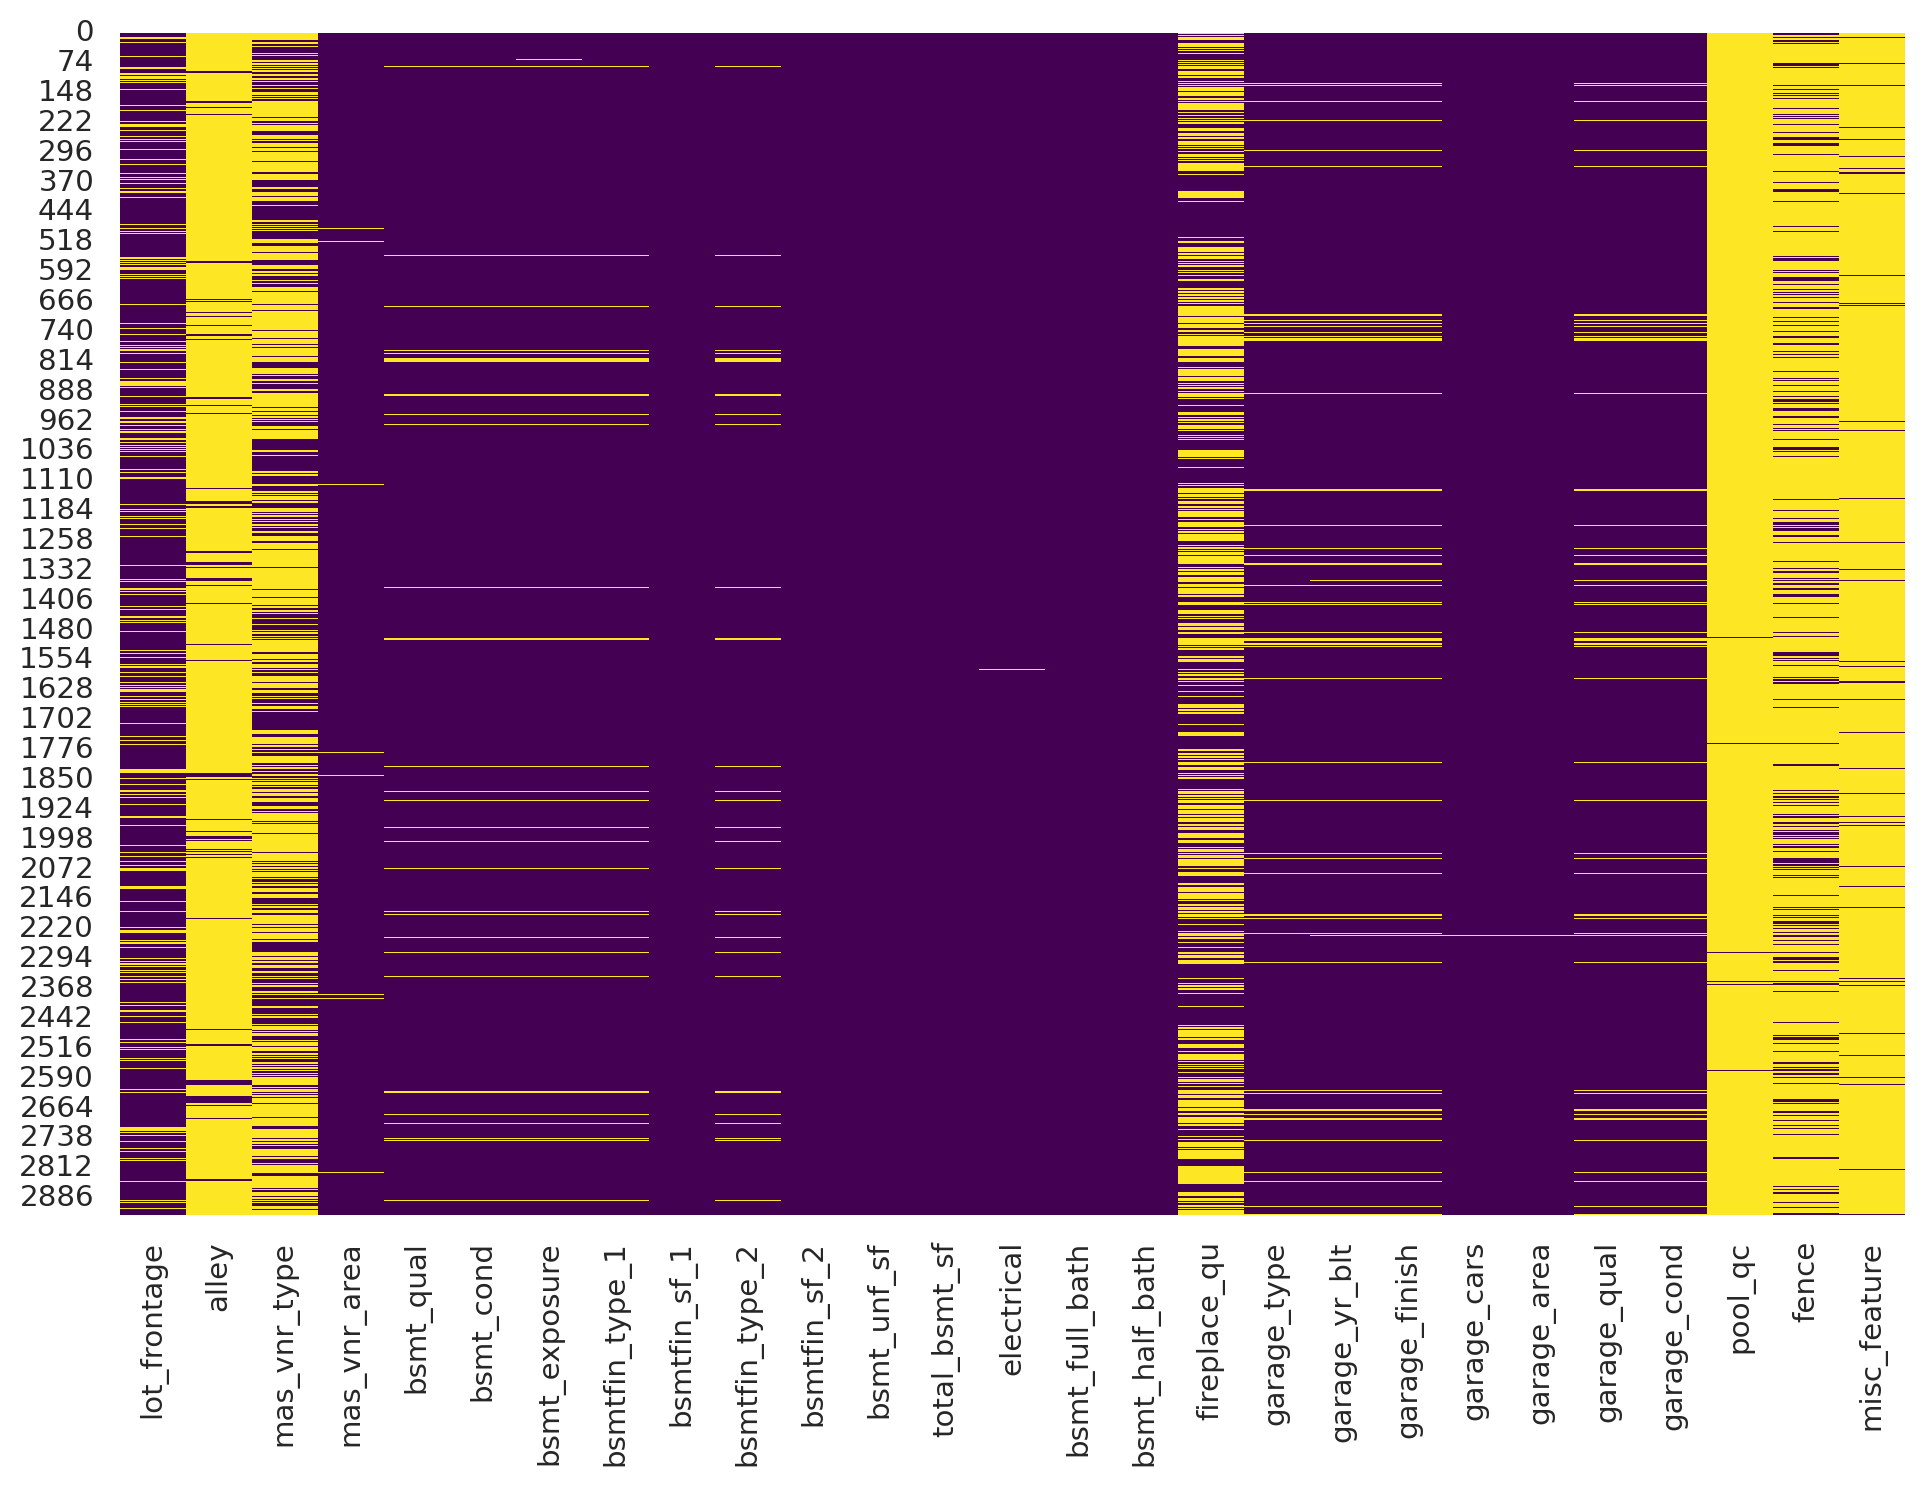 0
74
148
222
296
370
444
518
592
666
740
814
888
962
1036
1110
1184
1258
1332
1406
1480
1554
1628
1702
1776
1850
1924
1998
2072
2146
2220
2294
2368
2442
2516
2590
2664
2738
2812
2886
lot_frontage
alley
mas_vnr_type
mas_vnr_area
bsmt_qual
bsmt_cond
bsmt_exposure
bsmtfin_type_1
bsmtfin_sf_1
bsmtfin_type_2
bsmtfin_sf_2
bsmt_unf_sf
total_bsmt_sf
electrical
bsmt_full_bath
bsmt_half_bath
fireplace_qu
garage_type
garage_yr_blt
garage_finish
garage_cars
garage_area
garage_qual
garage_cond
pool_qc
fence
misc_feature